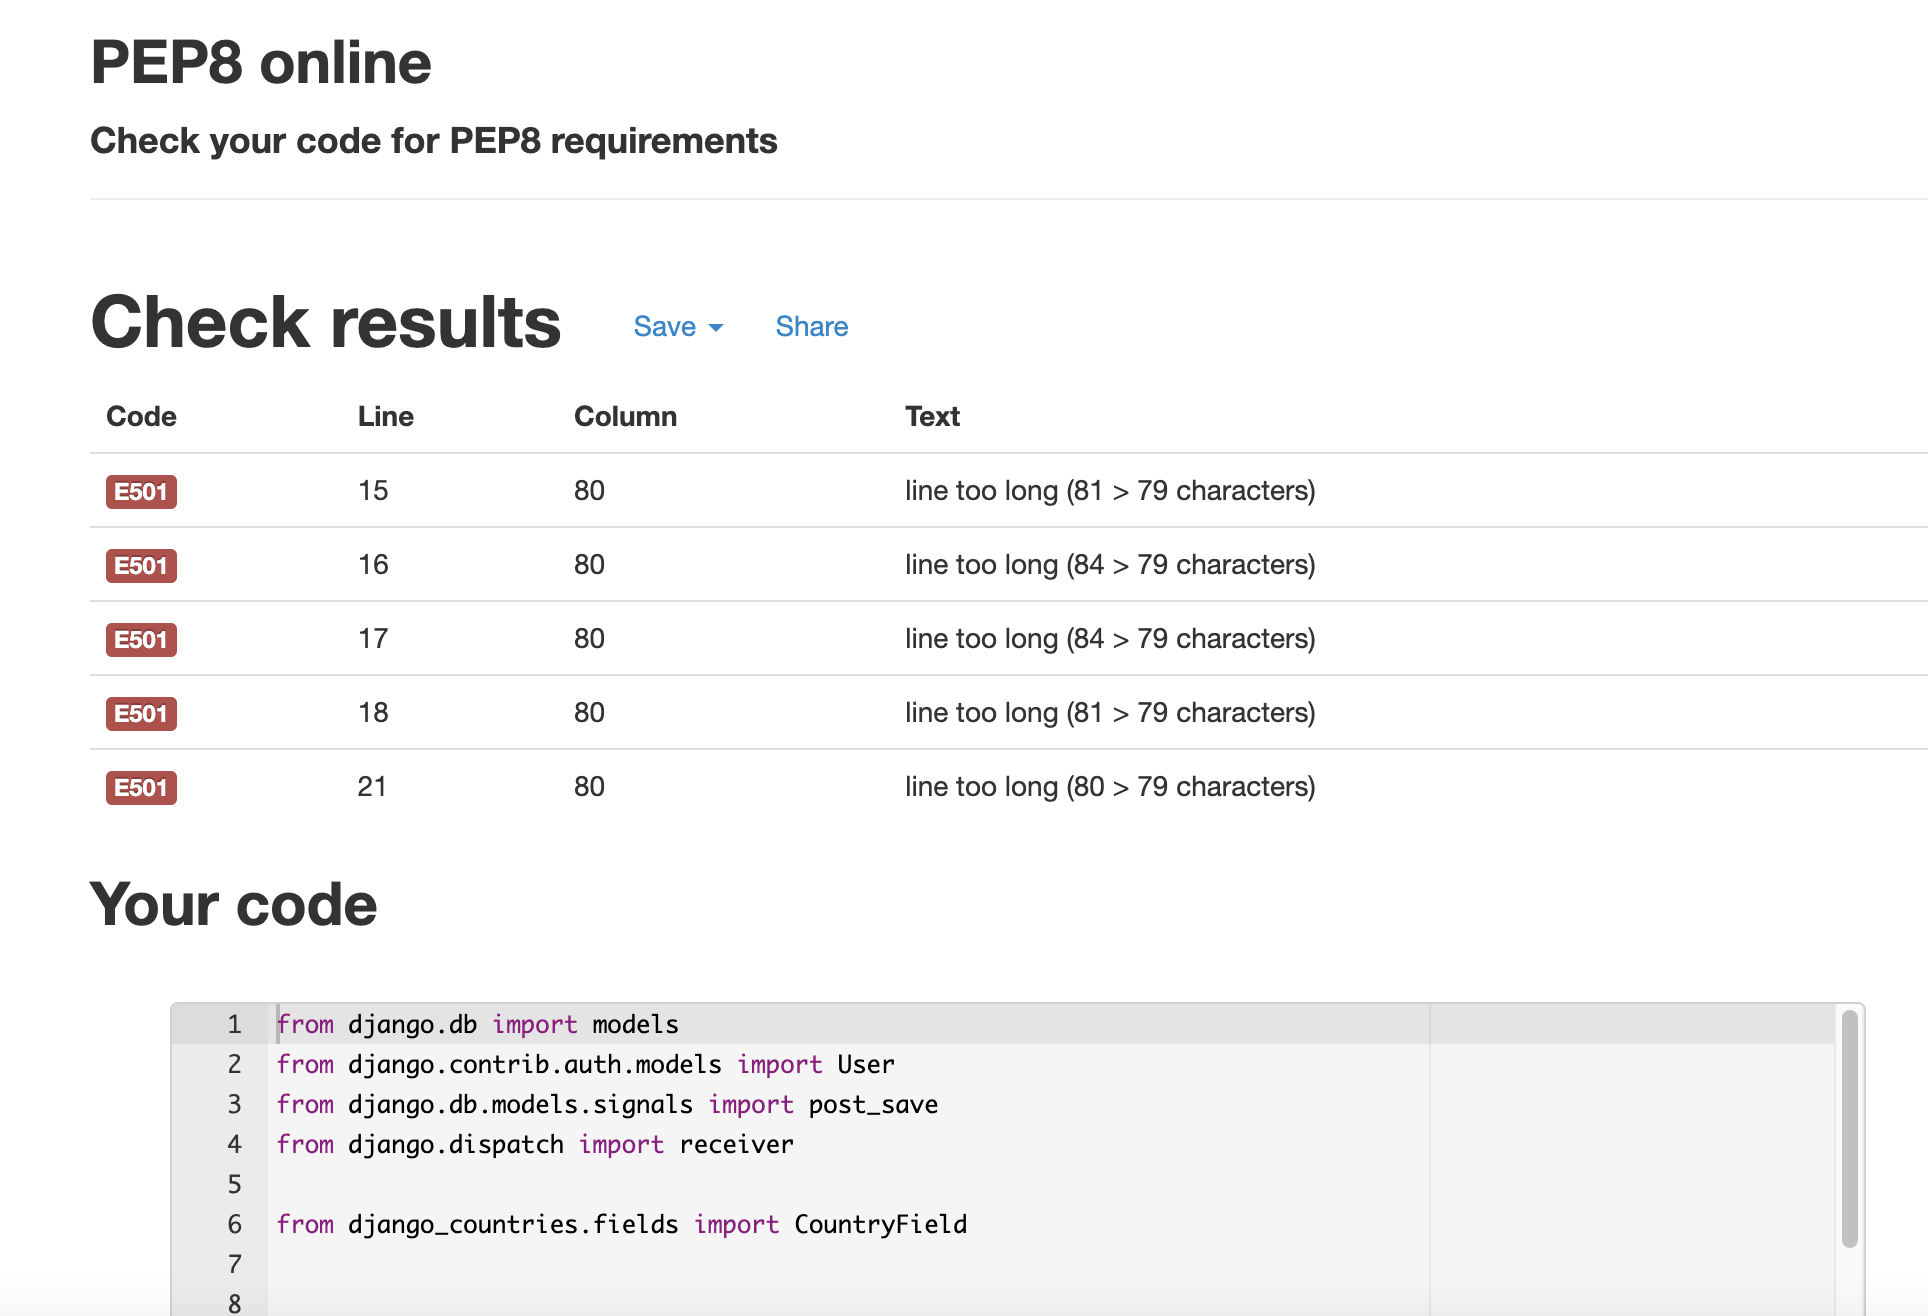 PEP8 online
Check your code for PEP8 requirements
Check results Save Share
Code Line Column Text
E501 15 80 line too long (81 > 79 characters)
E501 16 80 line too long (84 > 79 characters)
E501 17 80 line too long (84 > 79 characters)
E501 18 80 line too long (81 > 79 characters)
E501 21 80 line too long (80 > 79 characters)
Your code
1 from django.db import models
2 from django.contrib.auth.models import User
3 from django.db.models.signals import post_save
4 from django.dispatch import receiver
5
6 from django_countries.fields import CountryField
7
8